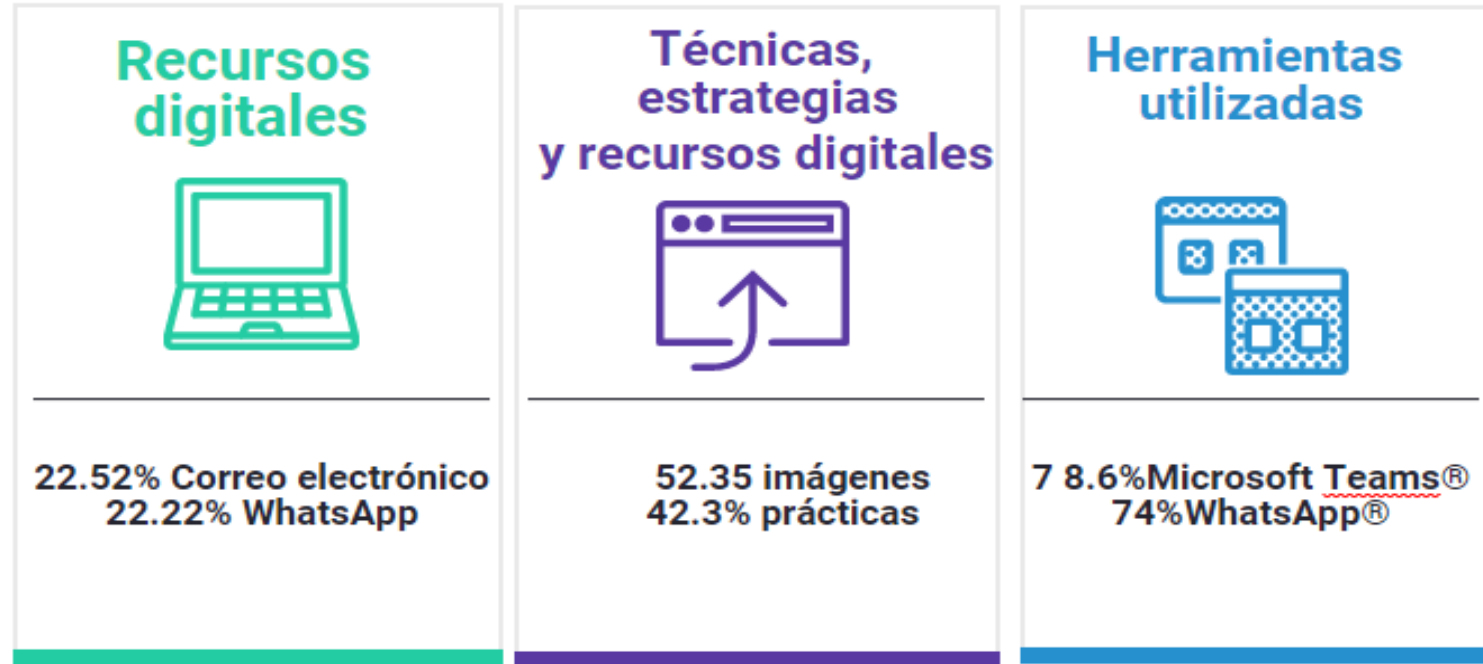 Recursos
digitales
22.52% Correo electrónico
22.22% WhatsApp
Técnicas,
estrategias
y recursos digitales
52.35 imágenes
42.3% prácticas
Herramientas
utilizadas
7 8.6%Microsoft Teams®
74%WhatsApp®